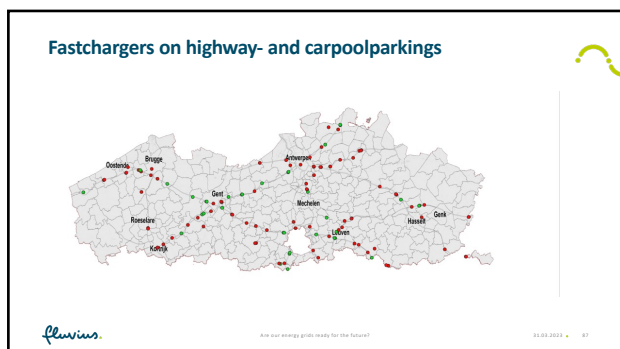 Fastchargers on highway- and carpoolparkings
Brugge
Oostende
Antwerpen
Gent
Mechelen
Genk
Roeselare
Hasselt
Leuven
Kortrijk
fluvius.
Are our energy grids ready for the future?
31.03.2023
87